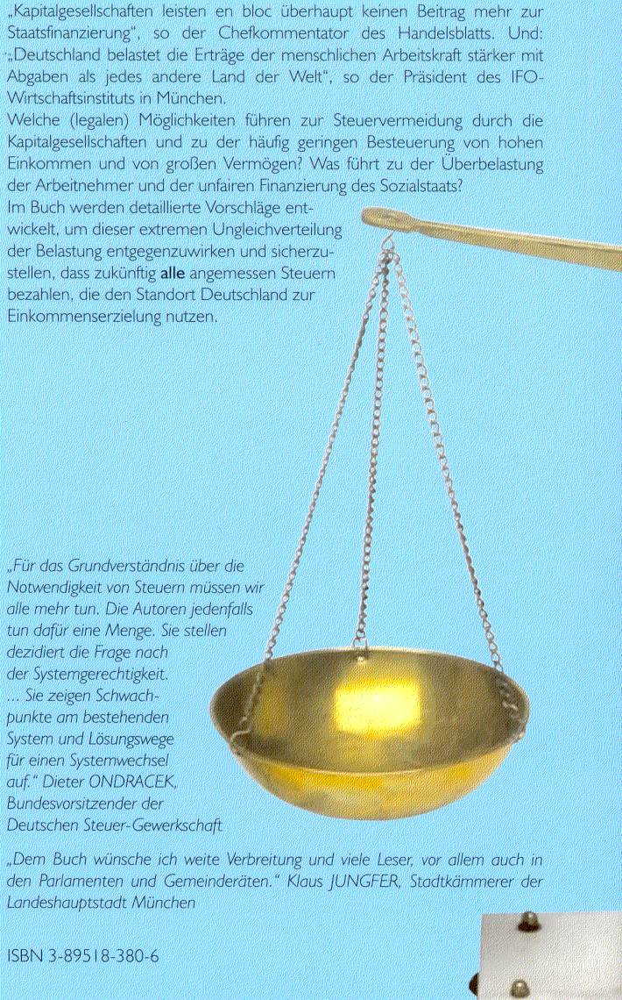 „Kapitalgesellschaften leisten en bloc überhaupt keinen Beitrag mehr zur
Staatsfinanzierung“, so der Chefkommentator des Handelsblatts. Und:
„Deutschland belastet die Erträge der menschlichen Arbeitskraft stärker mit
Abgaben als jedes andere Land der Welt“, so der Präsident des IFO-
Wirtschaftsinstituts in München.
Welche (legalen) Möglichkeiten führen zur Steuervermeidung durch die
Kapitalgesellschaften und zu der häufig geringen Besteuerung von hohen
Einkommen und von großen Vermögen? Was führt zu der Überbelastung
der Arbeitnehmer und der unfairen Finanzierung des Sozialstaats?
Im Buch werden detaillierte Vorschläge ent-
wickelt, um dieser extremen Ungleichverteilung
der Belastung entgegenzuwirken und sicherzu-
stellen, dass zukünftig alle angemessen Steuern
bezahlen, die den Standort Deutschland zur
Einkommenserzielung nutzen.
„Für das Grundverständnis über die
Notwendigkeit von Steuern müssen wir
alle mehr tun. Die Autoren jedenfalls
tun dafür eine Menge. Sie stellen
dezidiert die Frage nach
der Systemgerechtigkeit.
... Sie zeigen Schwach-
punkte am bestehenden
System und Lösungswege
für einen Systemwechsel
auf.“ Dieter ONDRACEK,
Bundesvorsitzender der
Deutschen Steuer-Gewerkschaft
„Dem Buch wünsche ich weite Verbreitung und viele Leser, vor allem auch in
den Parlamenten und Gemeinderäten.“ Klaus JUNGFER, Stadtkämmerer der
Landeshauptstadt München
ISBN 3-89518-380-6